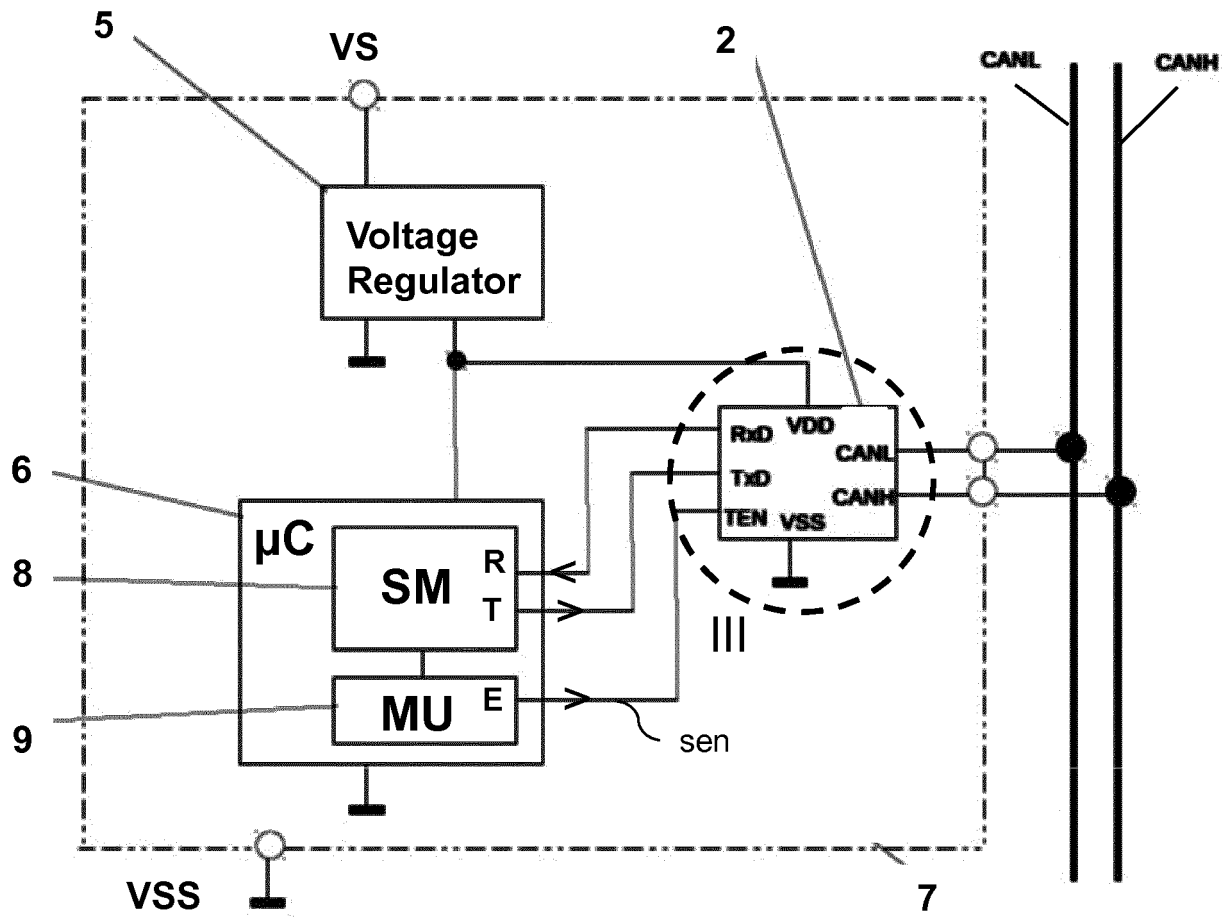 5
VS
2
CANL
CANH
Voltage
Regulator
RxD
VDD
CANL
TxD
CANH
TEN
VSS
6
µC
8
SM
R
T
III
9
MU
E
sen
VSS
7